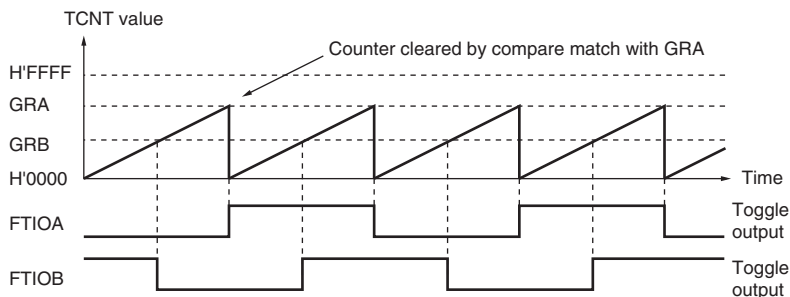 TCNT value
Counter cleared by compare match with GRA
H'FFFF
GRA
GRB
H'0000
Time
FTIOA
Toggle
output
FTIOB
Toggle
output